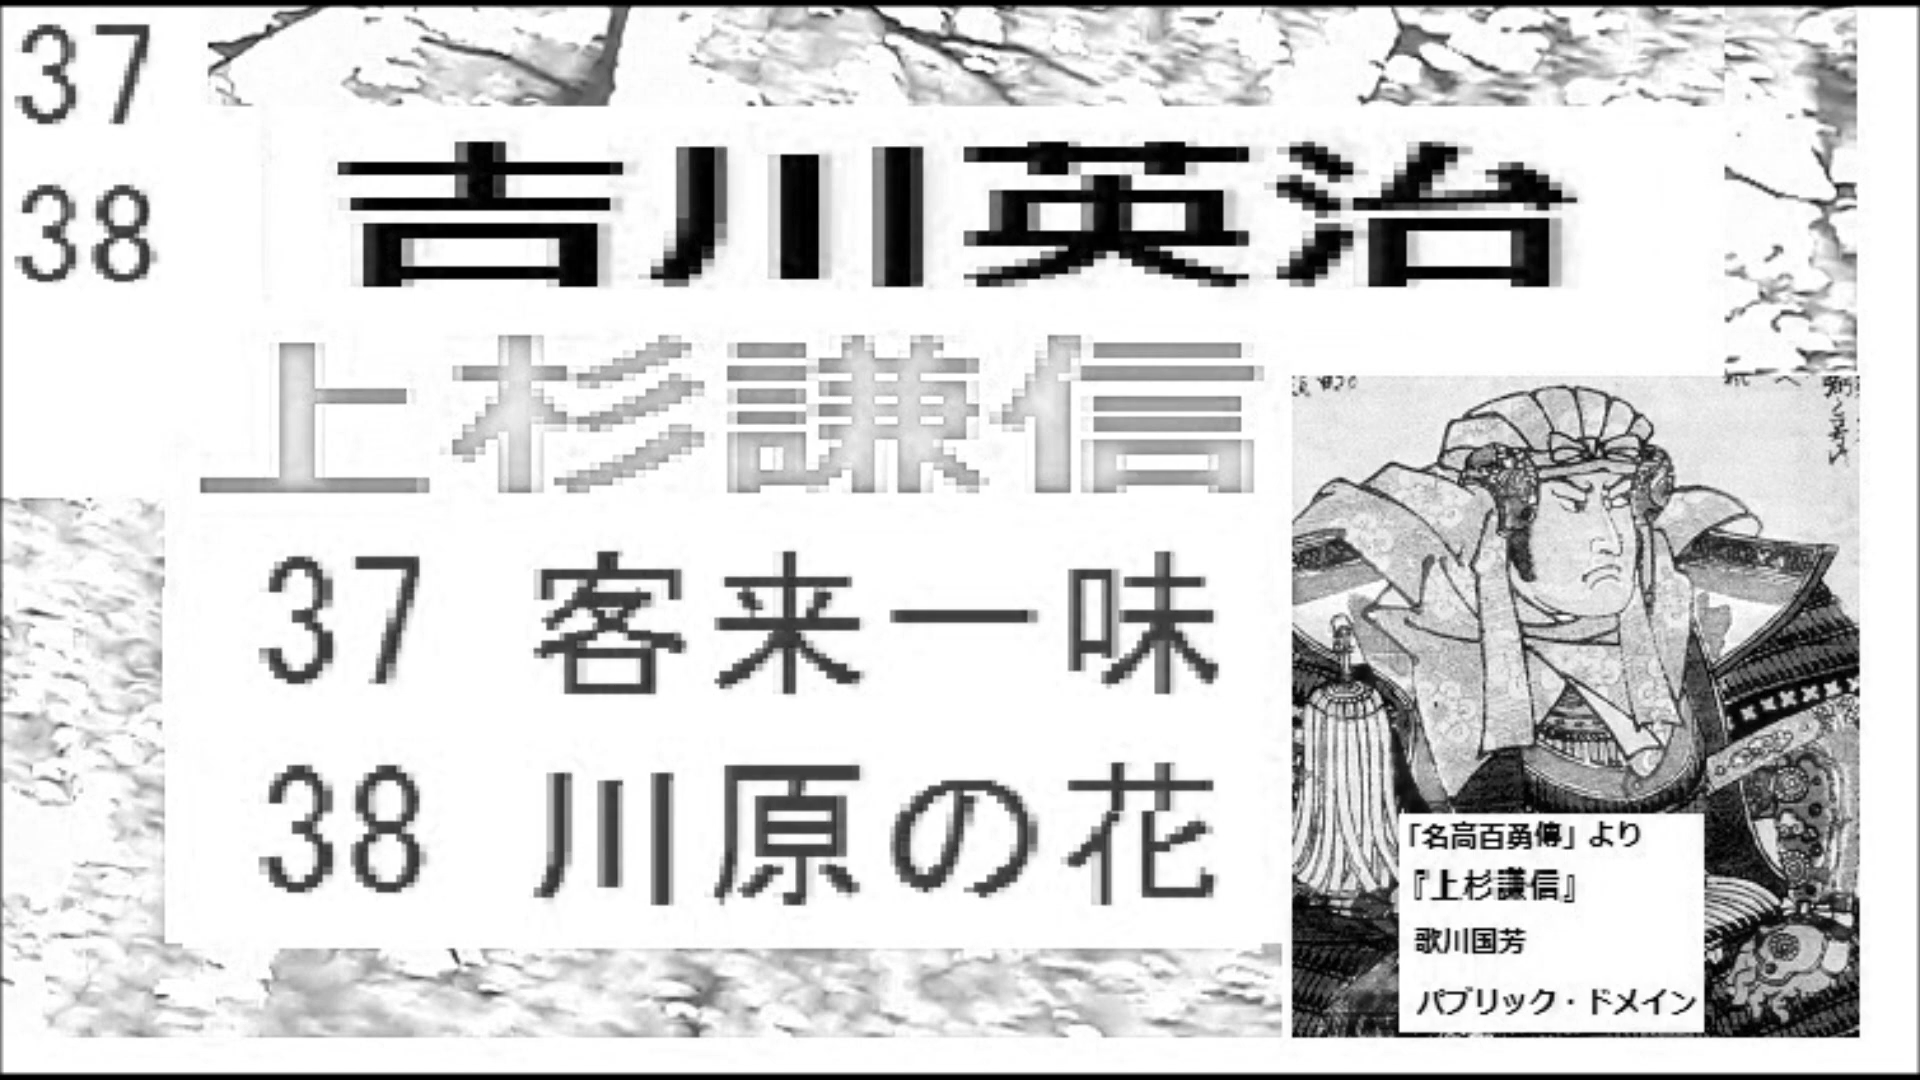 37
38
吉川英治
上杉謙信
37 客来一味
38 川原の花
「名高百勇傳」より
『上杉謙信』
歌川国芳
パブリック・ドメイン